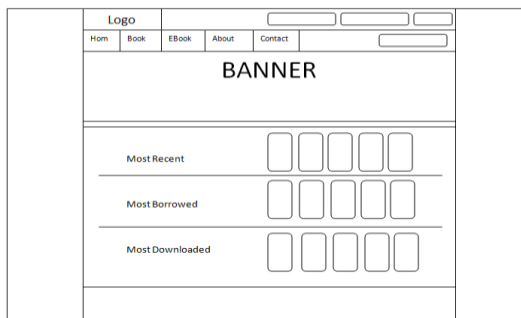 Logo
Hom Book EBook About Contact
BANNER
Most Recent
Most Borrowed
Most Downloaded